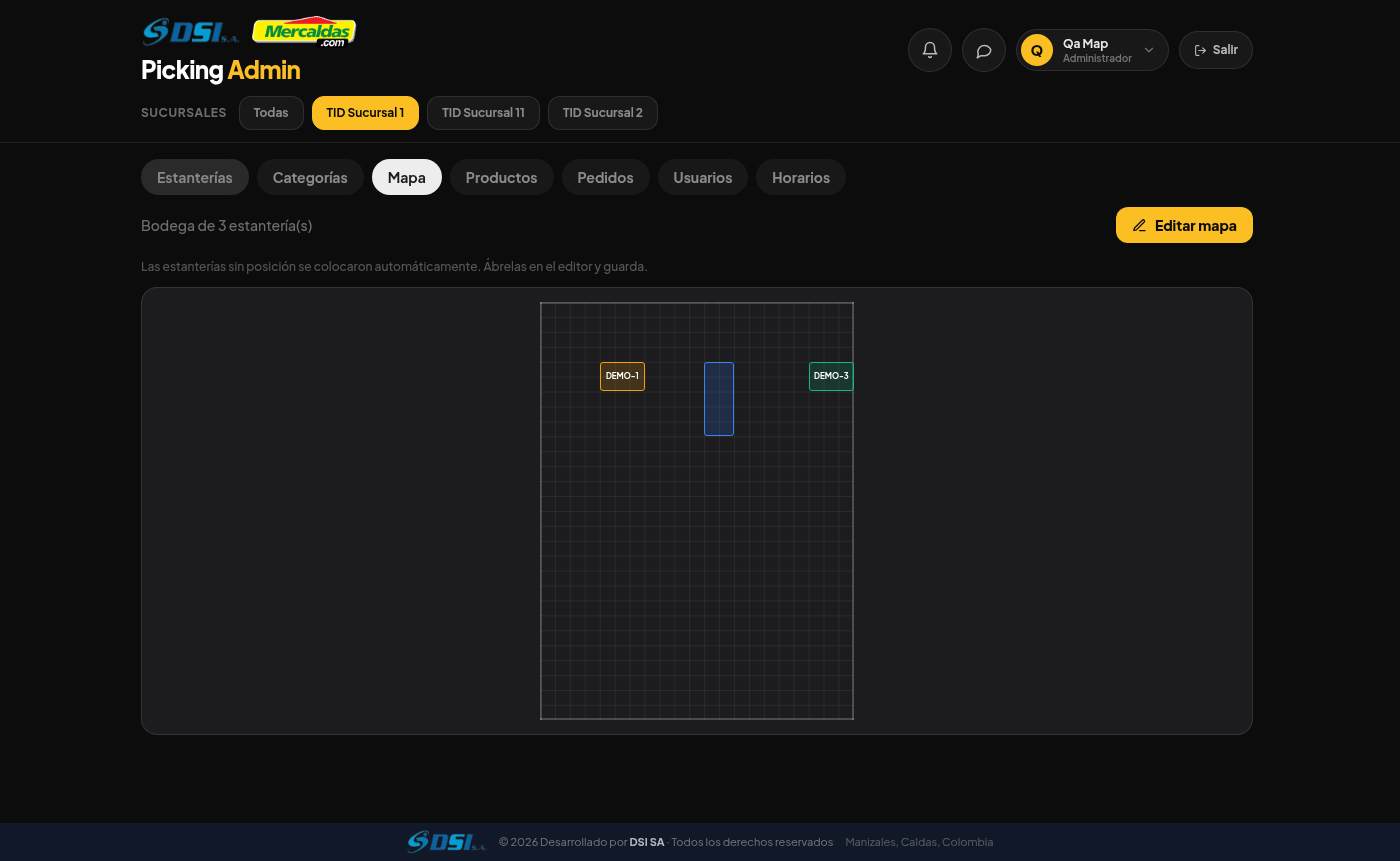 DSI S.A. Mercaldas .com
Picking Admin
Q Qa Map
Administrador
Salir
SUCURSALES Todas TID Sucursal 1 TID Sucursal 11 TID Sucursal 2
Estanterías Categorías Mapa Productos Pedidos Usuarios Horarios
Bodega de 3 estantería(s) Editar mapa
Las estanterías sin posición se colocaron automáticamente. Ábrelas en el editor y guarda.
DEMO-1 DEMO-3
DSI S.A. © 2026 Desarrollado por DSI SA · Todos los derechos reservados Manizales, Caldas, Colombia